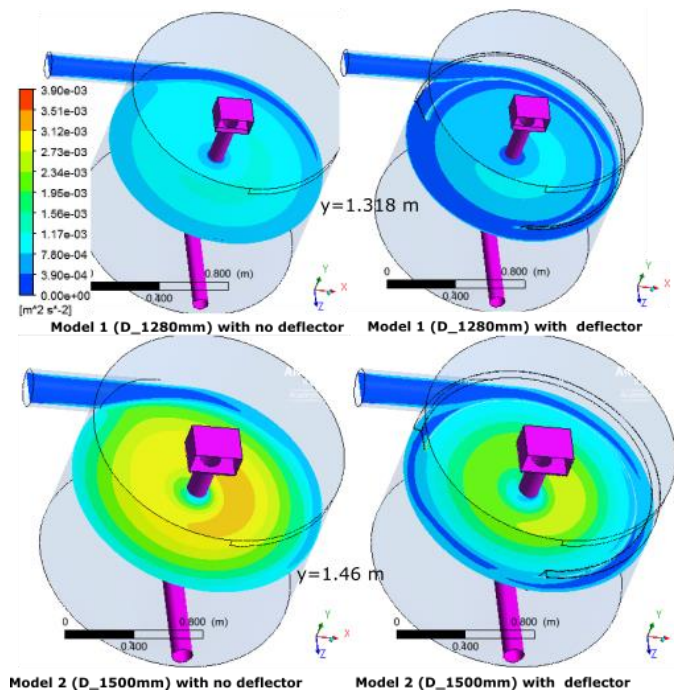 3.90e-03
3.51e-03
3.12e-03
2.73e-03
2.34e-03
1.95e-03
1.56e-03
1.17e-03
7.80e-04
3.90e-04
0.00e+00
[m^2 s^-2]
0 0.800 (m)
0.400
Y
X
Z
y=1.318 m
0 0.800 (m)
0.400
Y
X
Z
Model 1 (D_1280mm) with no deflector
Model 1 (D_1280mm) with deflector
0 0.800 (m)
0.400
Y
X
Z
y=1.46 m
0 0.800 (m)
0.400
Y
X
Z
Model 2 (D_1500mm) with no deflector
Model 2 (D_1500mm) with deflector